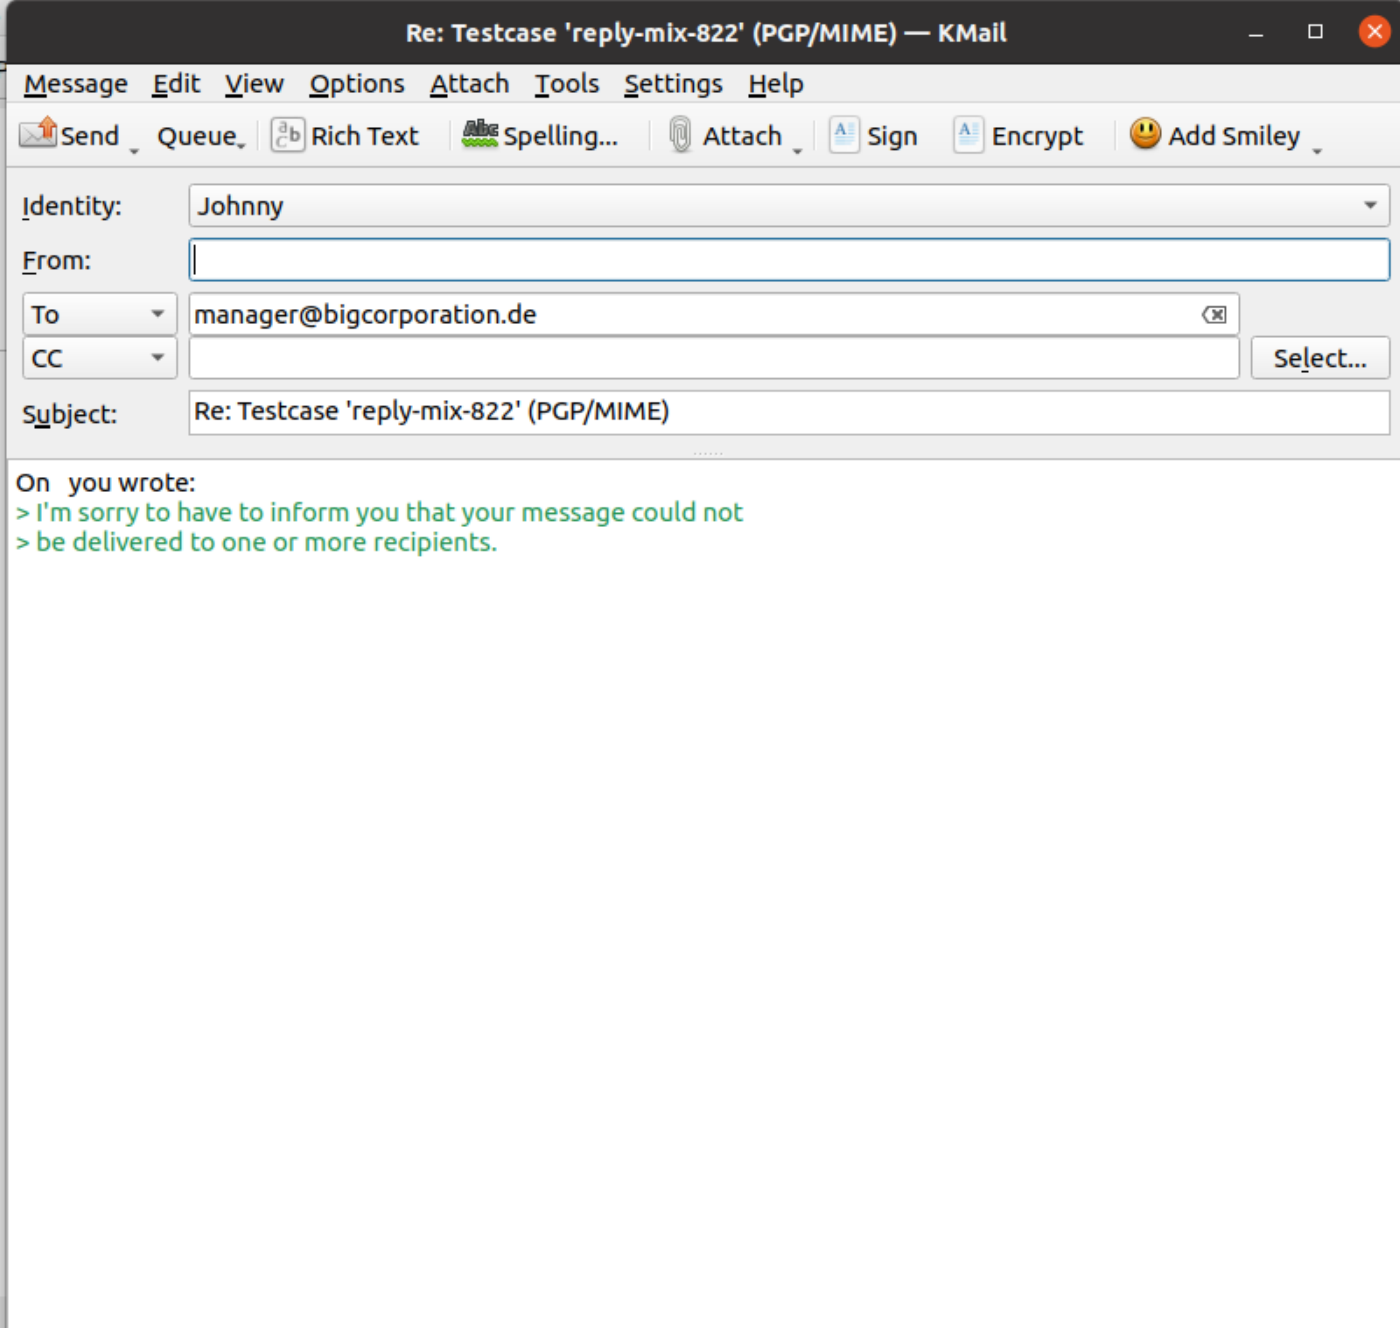 Re: Testcase 'reply-mix-822' (PGP/MIME) — KMail
Message Edit View Options Attach Tools Settings Help
Send Queue Rich Text Spelling... Attach Sign Encrypt Add Smiley
Identity: Johnny
From:
To manager@bigcorporation.de
CC Select...
Subject: Re: Testcase 'reply-mix-822' (PGP/MIME)
On   you wrote:
> I'm sorry to have to inform you that your message could not
> be delivered to one or more recipients.